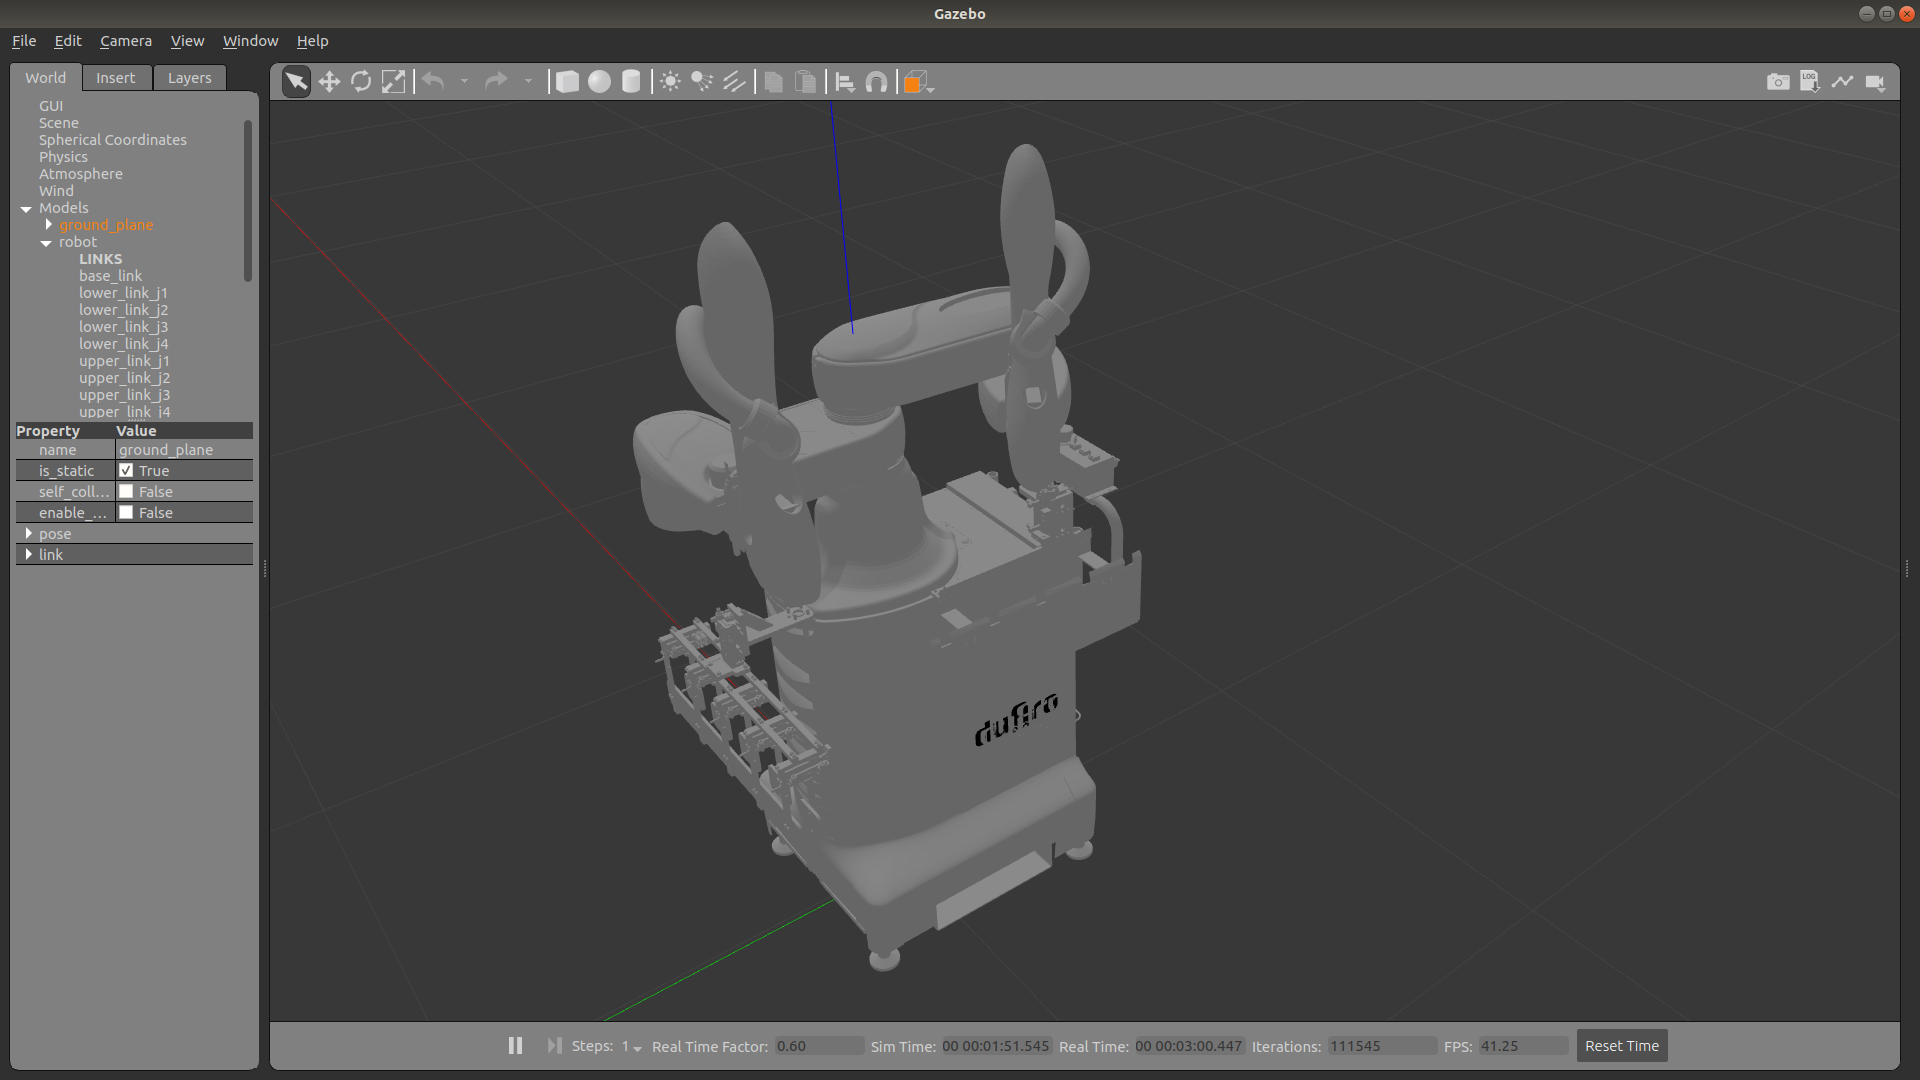 Gazebo
File Edit Camera View Window Help
World Insert Layers
GUI
Scene
Spherical Coordinates
Physics
Atmosphere
Wind
Models
ground_plane
robot
LINKS
base_link
lower_link_j1
lower_link_j2
lower_link_j3
lower_link_j4
upper_link_j1
upper_link_j2
upper_link_j3
upper_link_j4
Property Value
name ground_plane
is_static True
self_coll... False
enable_... False
pose
link
LOG
Steps: 1 Real Time Factor: 0.60 Sim Time: 00 00:01:51.545 Real Time: 00 00:03:00.447 Iterations: 111545 FPS: 41.25 Reset Time